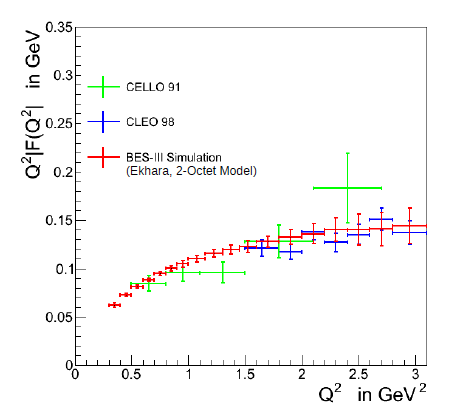 Q²|F(Q²| in GeV
0.35
0.3
0.25
0.2
0.15
0.1
0.05
0
CELLO 91
CLEO 98
BES-III Simulation
(Ekhara, 2-Octet Model)
0 0.5 1 1.5 2 2.5 3
Q² in GeV²